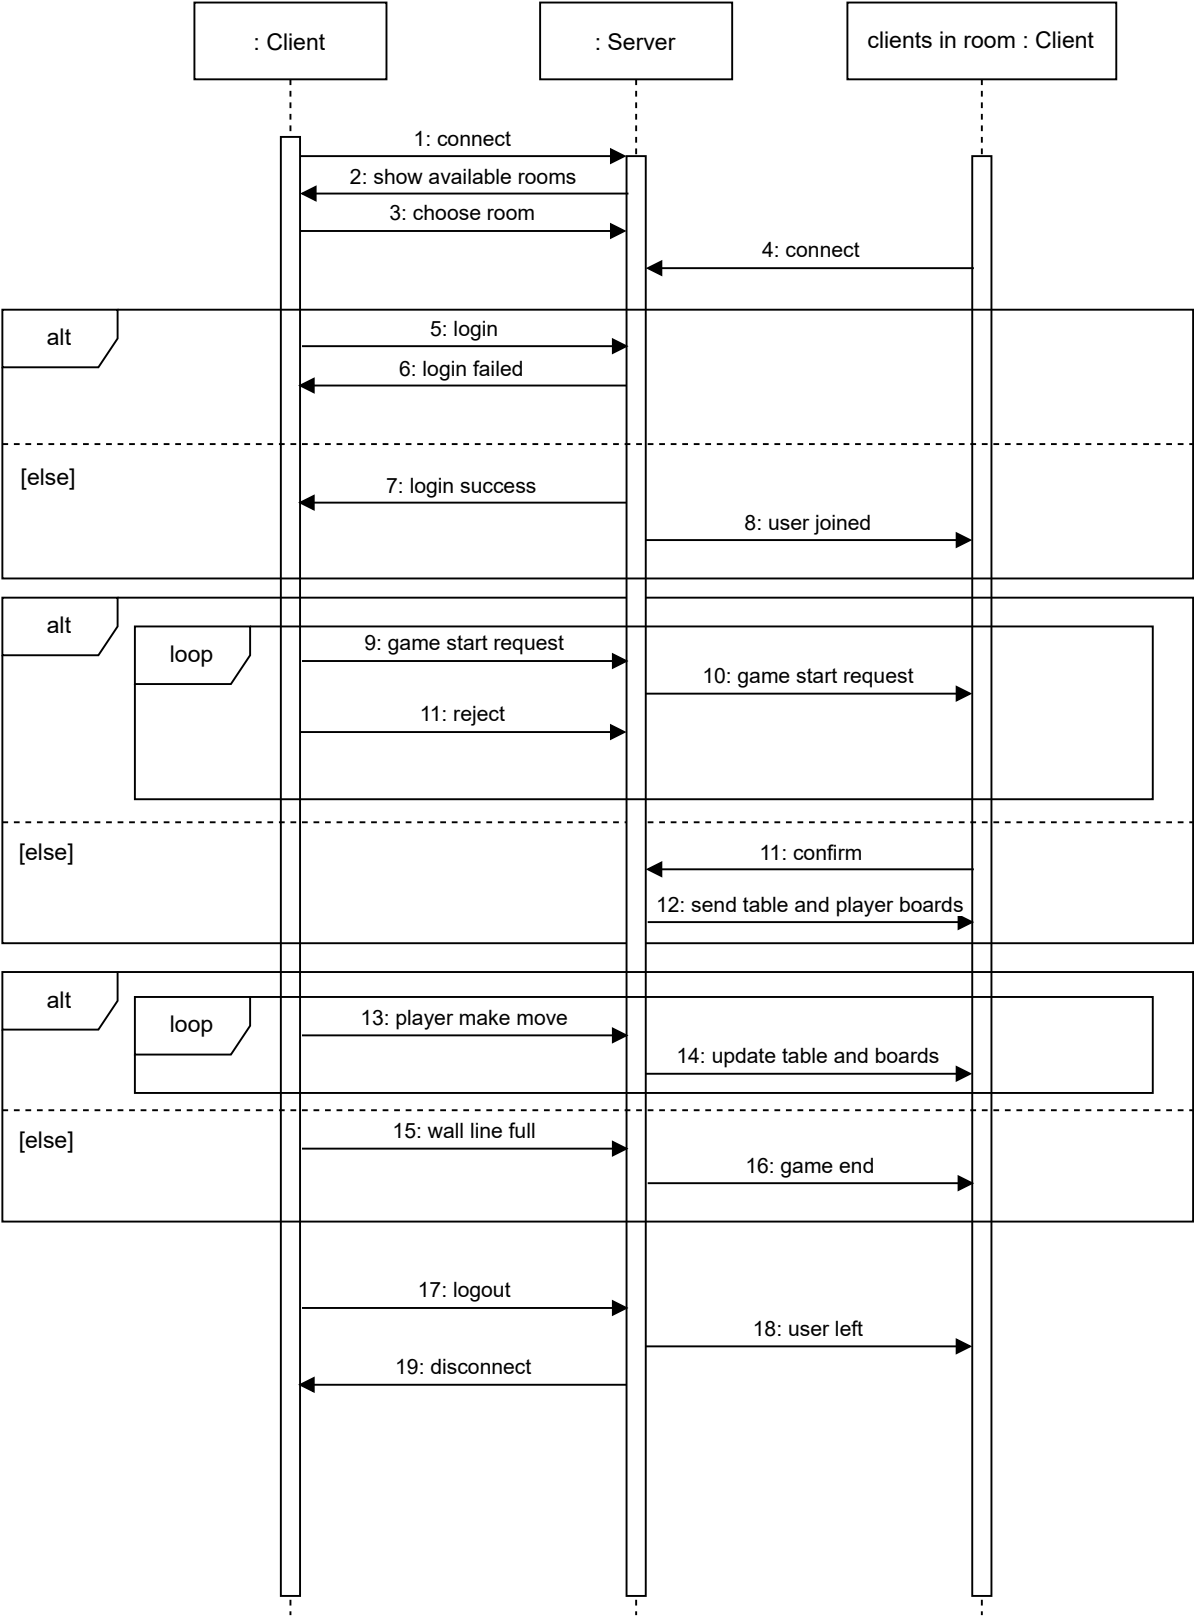 : Client
: Server
clients in room : Client
1: connect
2: show available rooms
3: choose room
4: connect
alt
5: login
6: login failed
[else]
7: login success
8: user joined
alt
loop
9: game start request
10: game start request
11: reject
[else]
11: confirm
12: send table and player boards
alt
loop
13: player make move
14: update table and boards
[else]
15: wall line full
16: game end
17: logout
18: user left
19: disconnect